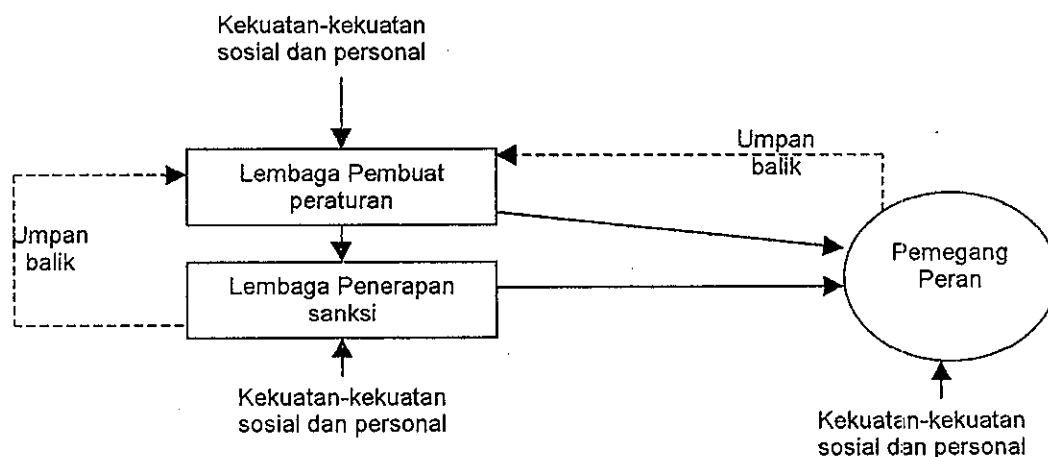 Kekuatan-kekuatan
sosial dan personal
Umpan
balik
Lembaga Pembuat
peraturan
Umpan
balik
Lembaga Penerapan
sanksi
Pemegang
Peran
Kekuatan-kekuatan
sosial dan personal
Kekuatan-kekuatan
sosial dan personal